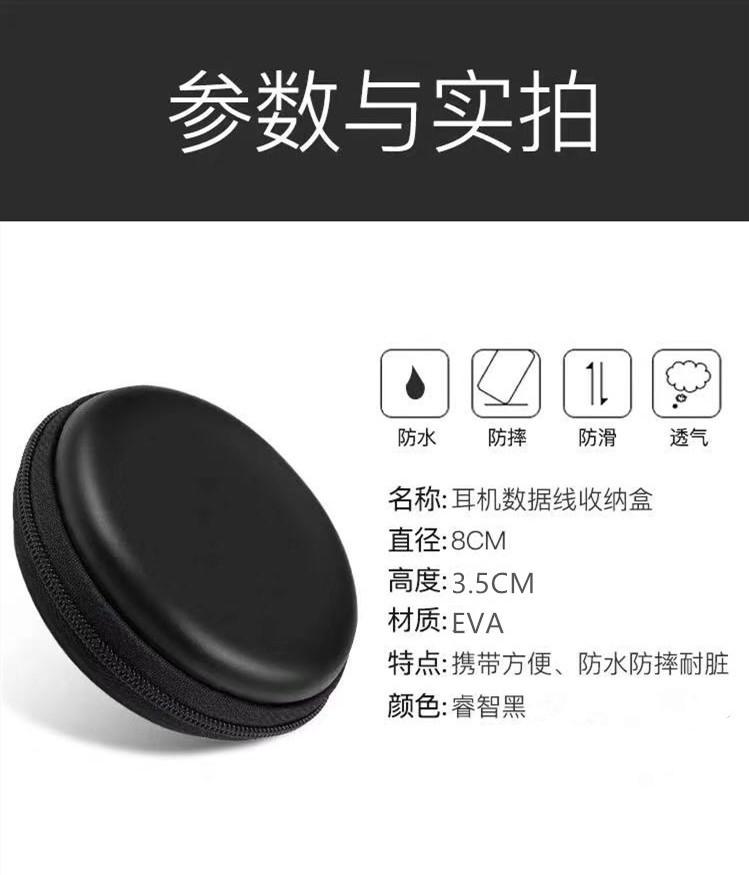 参数与实拍
防水 防摔 防滑 透气
名称:耳机数据线收纳盒
直径:8CM
高度:3.5CM
材质:EVA
特点:携带方便、防水防摔耐脏
颜色:睿智黑